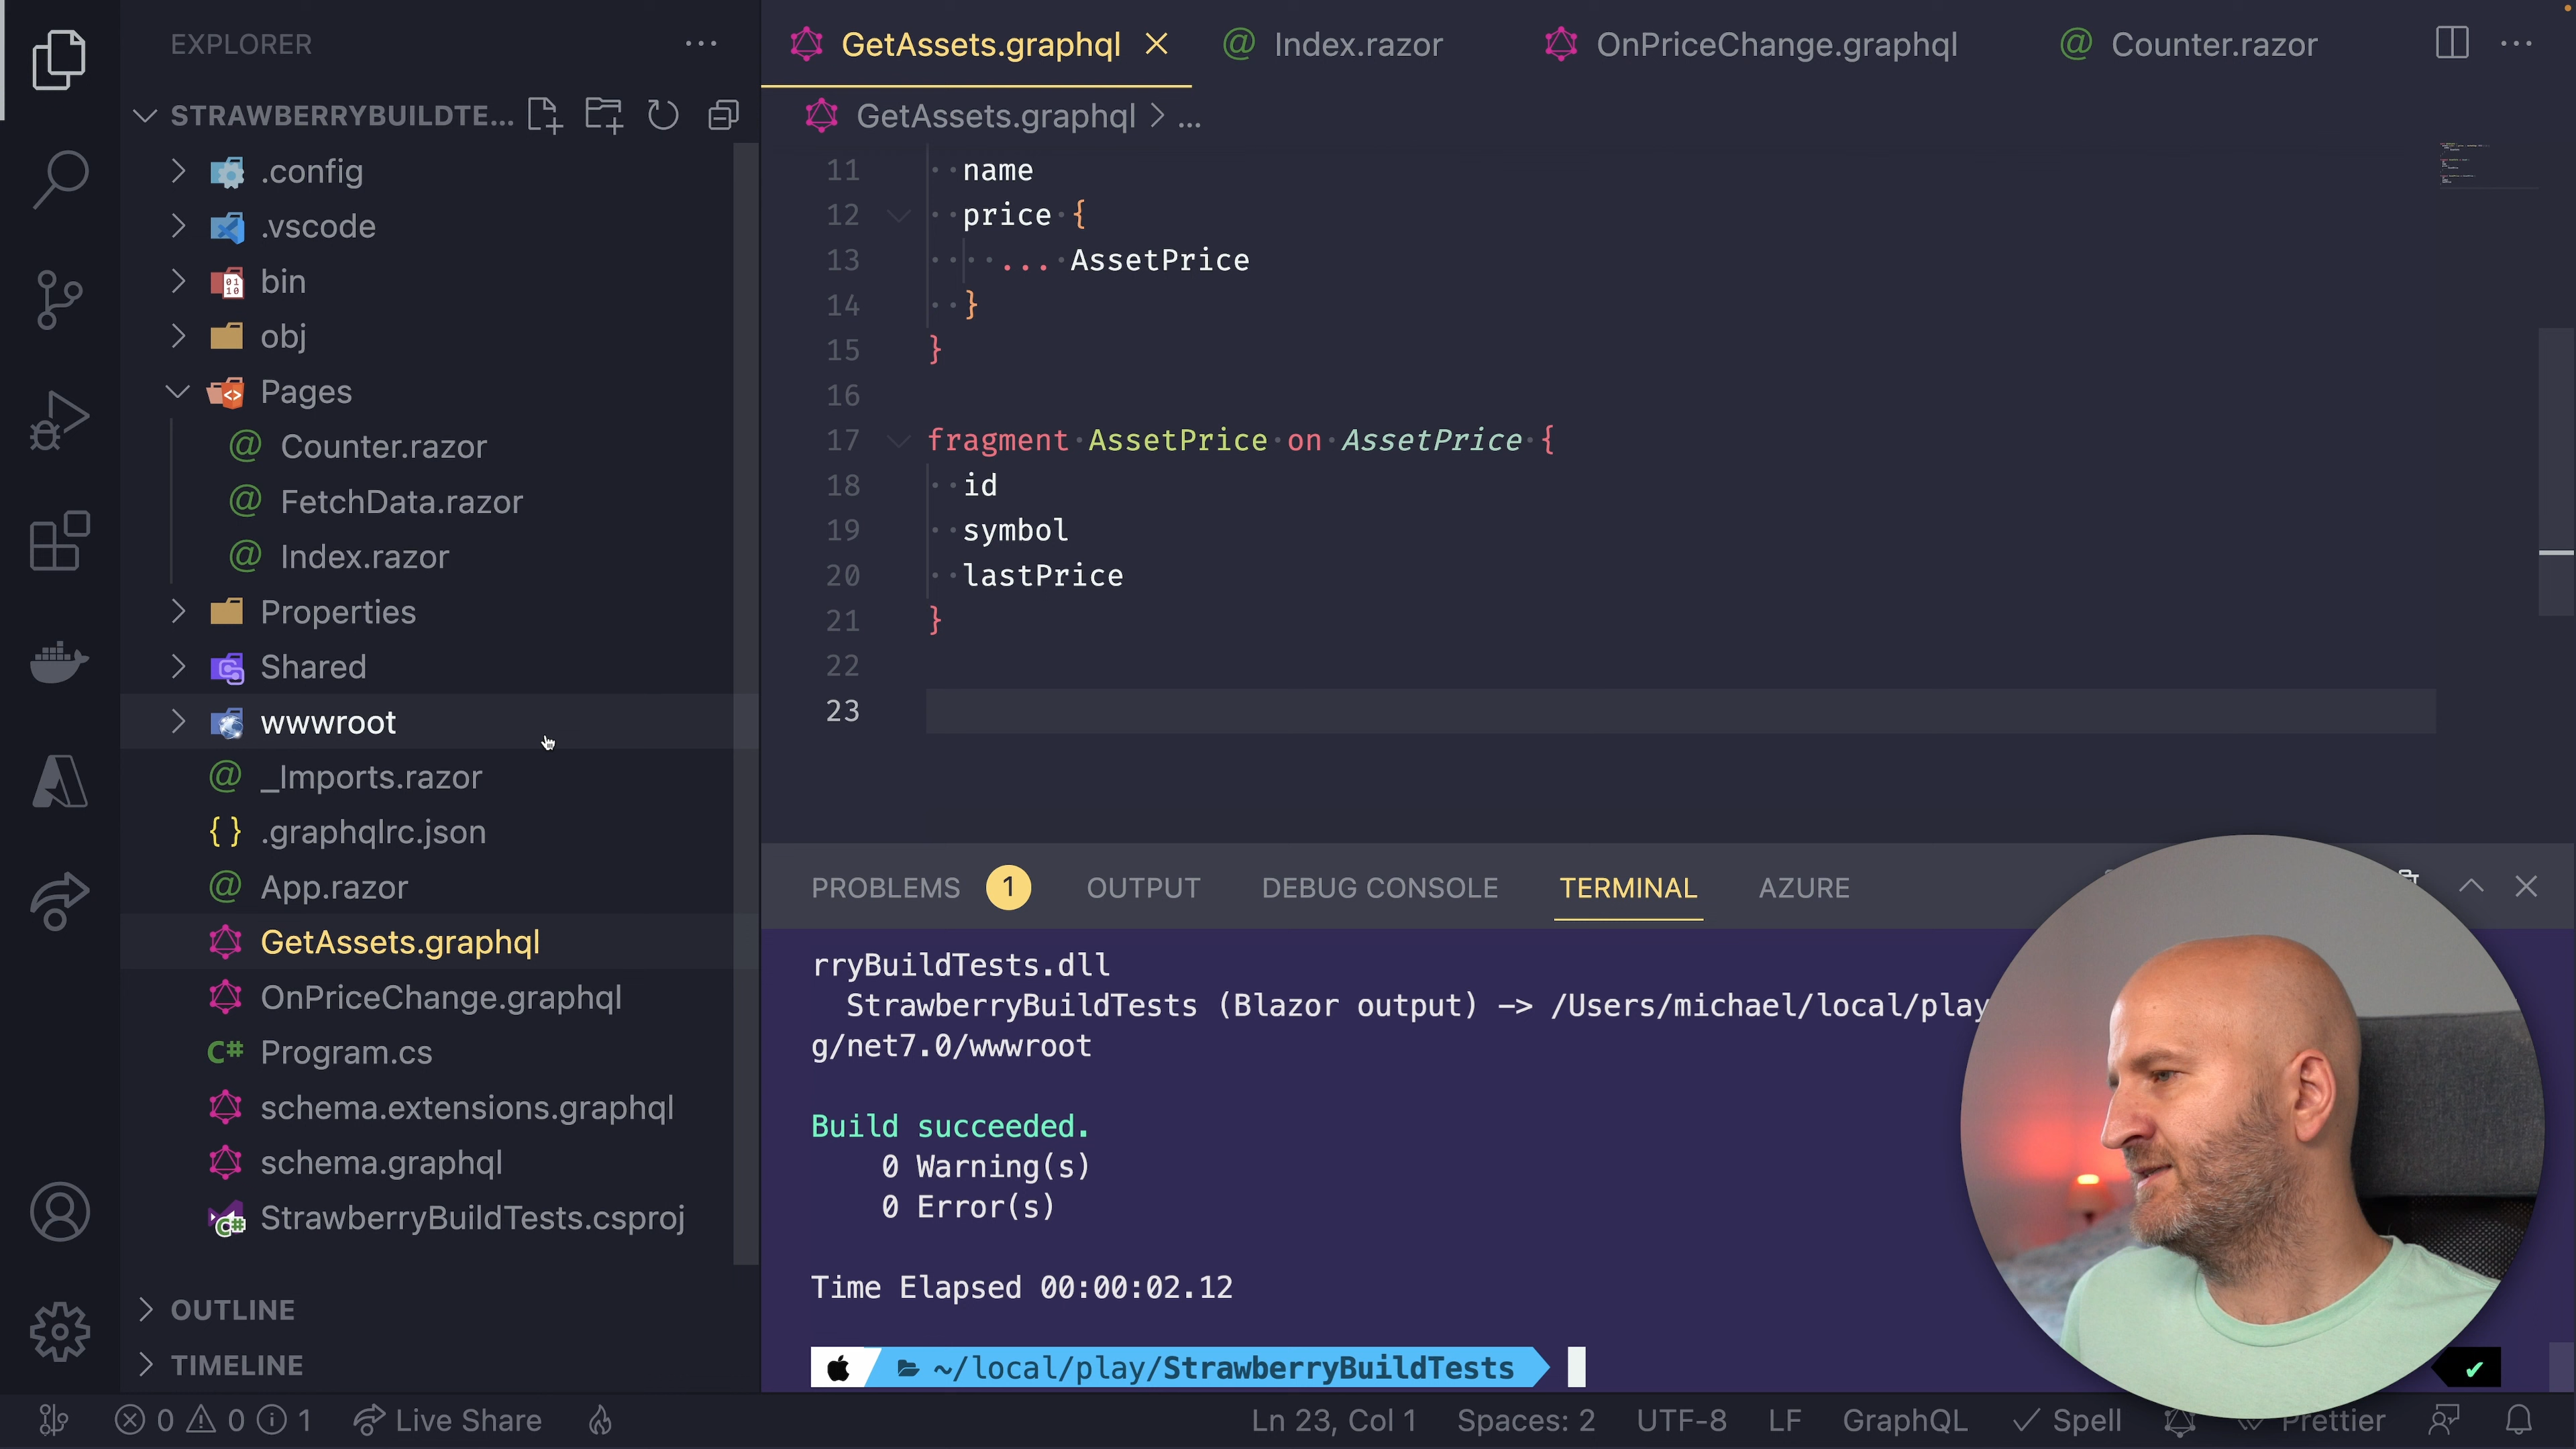 EXPLORER
STRAWBERRYBUILDTE...
.config
.vscode
bin
obj
Pages
Counter.razor
FetchData.razor
Index.razor
Properties
Shared
wwwroot
_Imports.razor
.graphqlrc.json
App.razor
GetAssets.graphql
OnPriceChange.graphql
Program.cs
schema.extensions.graphql
schema.graphql
StrawberryBuildTests.csproj
OUTLINE
TIMELINE
GetAssets.graphql Index.razor OnPriceChange.graphql Counter.razor
GetAssets.graphql > ...
11 name
12 price {
13 ... AssetPrice
14 }
15 }
16
17 fragment AssetPrice on AssetPrice {
18 id
19 symbol
20 lastPrice
21 }
22
23
PROBLEMS 1 OUTPUT DEBUG CONSOLE TERMINAL AZURE
rryBuildTests.dll
StrawberryBuildTests (Blazor output) -> /Users/michael/local/play
g/net7.0/wwwroot
Build succeeded.
0 Warning(s)
0 Error(s)
Time Elapsed 00:00:02.12
~/local/play/StrawberryBuildTests
0 0 1 Live Share Ln 23, Col 1 Spaces: 2 UTF-8 LF GraphQL Spell Prettier